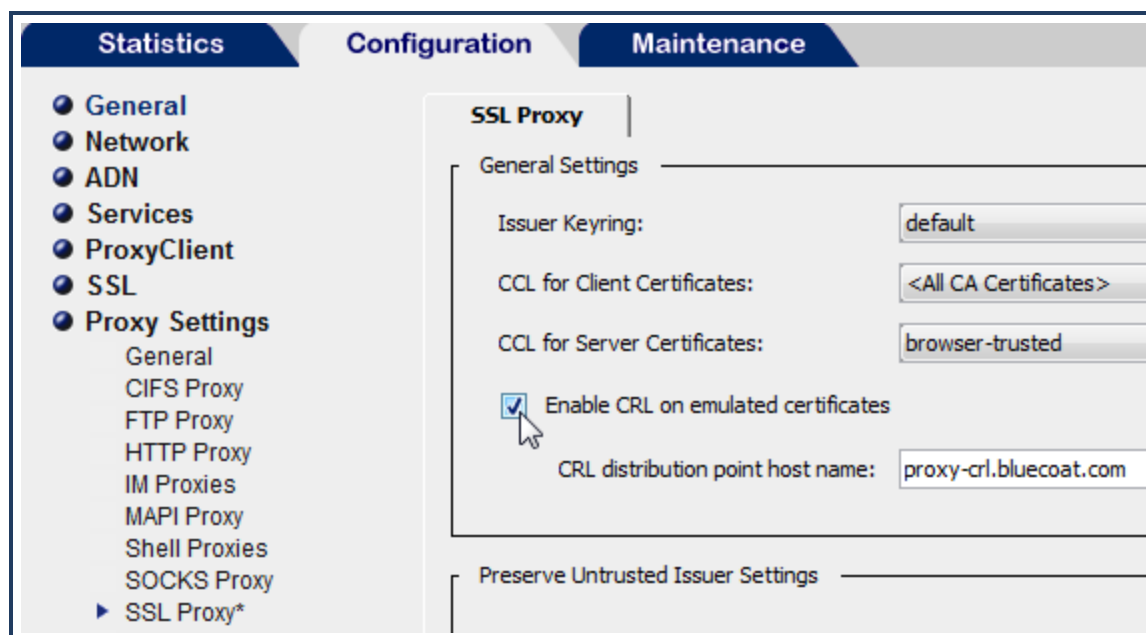 Statistics Configuration Maintenance
General
Network
ADN
Services
ProxyClient
SSL
Proxy Settings
General
CIFS Proxy
FTP Proxy
HTTP Proxy
IM Proxies
MAPI Proxy
Shell Proxies
SOCKS Proxy
SSL Proxy*
SSL Proxy
General Settings
Issuer Keyring: default
CCL for Client Certificates: <All CA Certificates>
CCL for Server Certificates: browser-trusted
Enable CRL on emulated certificates
CRL distribution point host name: proxy-crl.bluecoat.com
Preserve Untrusted Issuer Settings